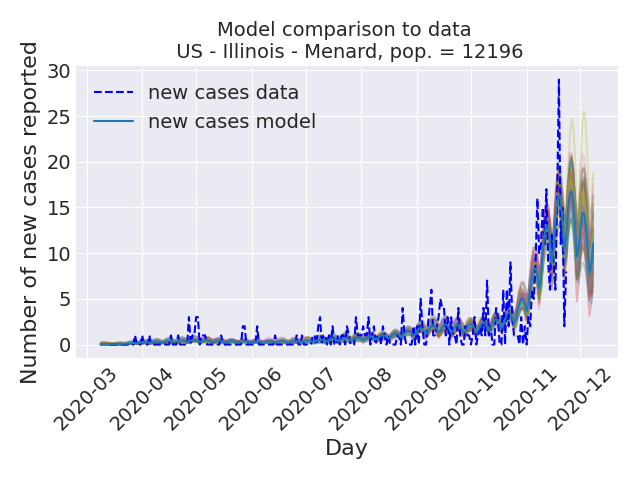 Model comparison to data
US - Illinois - Menard, pop. = 12196
Number of new cases reported
30
25
20
15
10
5
0
new cases data
new cases model
2020-03
2020-04
2020-05
2020-06
2020-07
2020-08
2020-09
2020-10
2020-11
2020-12
Day